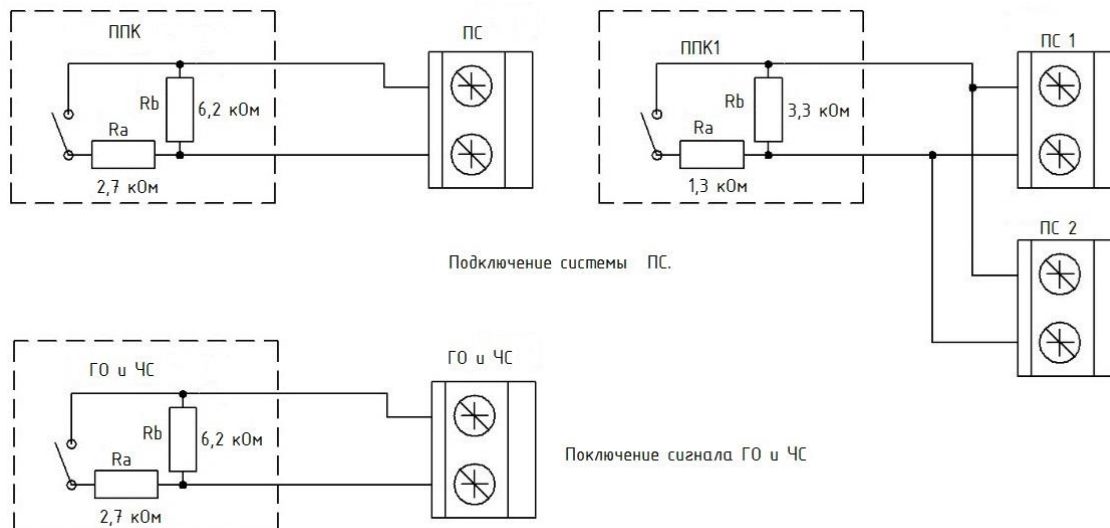 ППК
ПС
Rb
6,2 кОм
Ra
2,7 кОм
ППК1
ПС 1
Rb
3,3 кОм
Ra
1,3 кОм
ПС 2
Подключение системы ПС.
ГО и ЧС
ГО и ЧС
Rb
6,2 кОм
Ra
2,7 кОм
Поключение сигнала ГО и ЧС